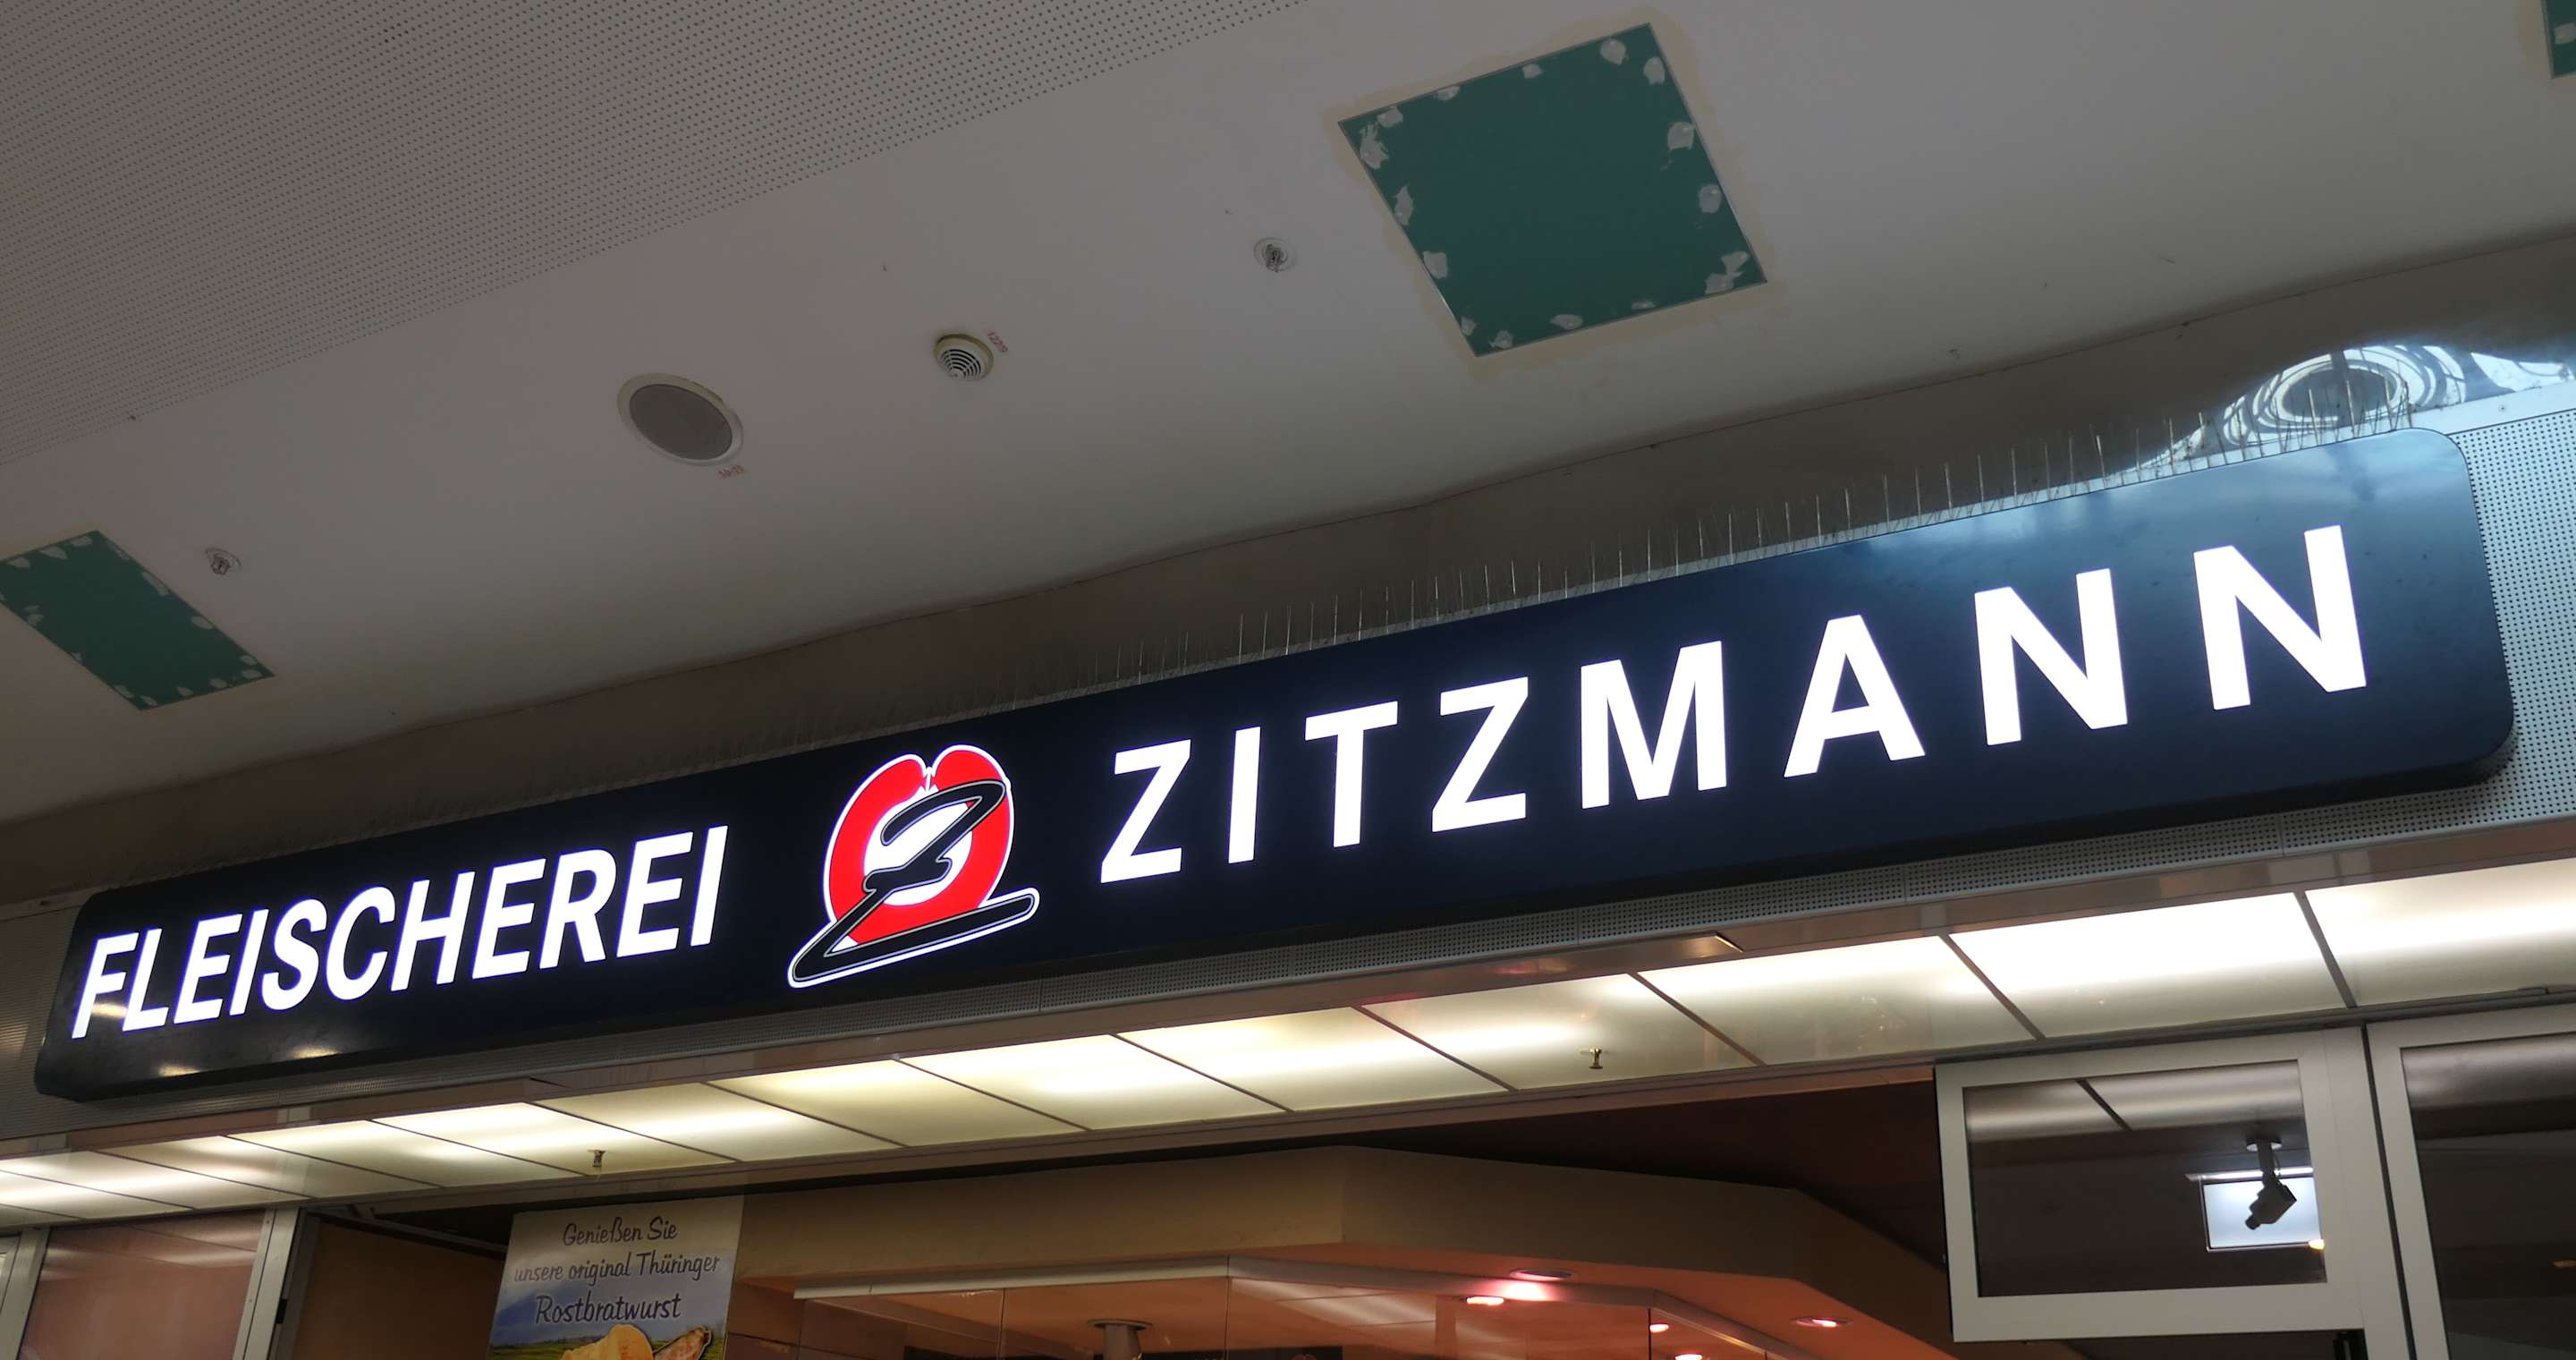 FLEISCHEREI Z ZITZMANN
Genießen Sie
unsere original Thüringer
Rostbratwurst